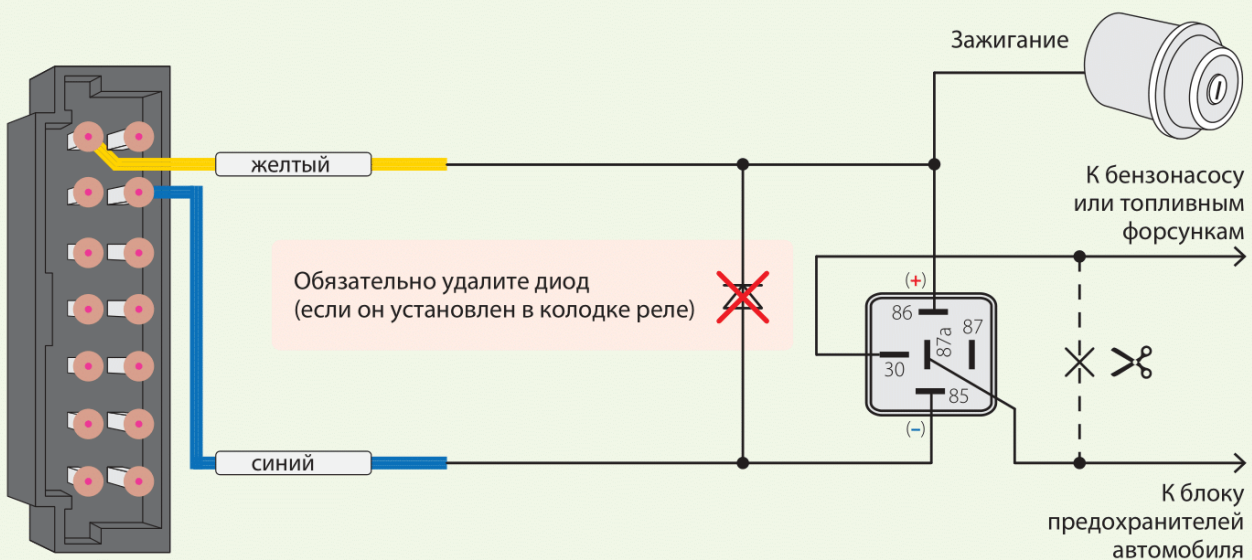 Зажигание
желтый
К бензонасосу
или топливным
форсункам
Обязательно удалите диод
(если он установлен в колодке реле)
(+)
86
87
87a
30
85
(–)
синий
К блоку
предохранителей
автомобиля